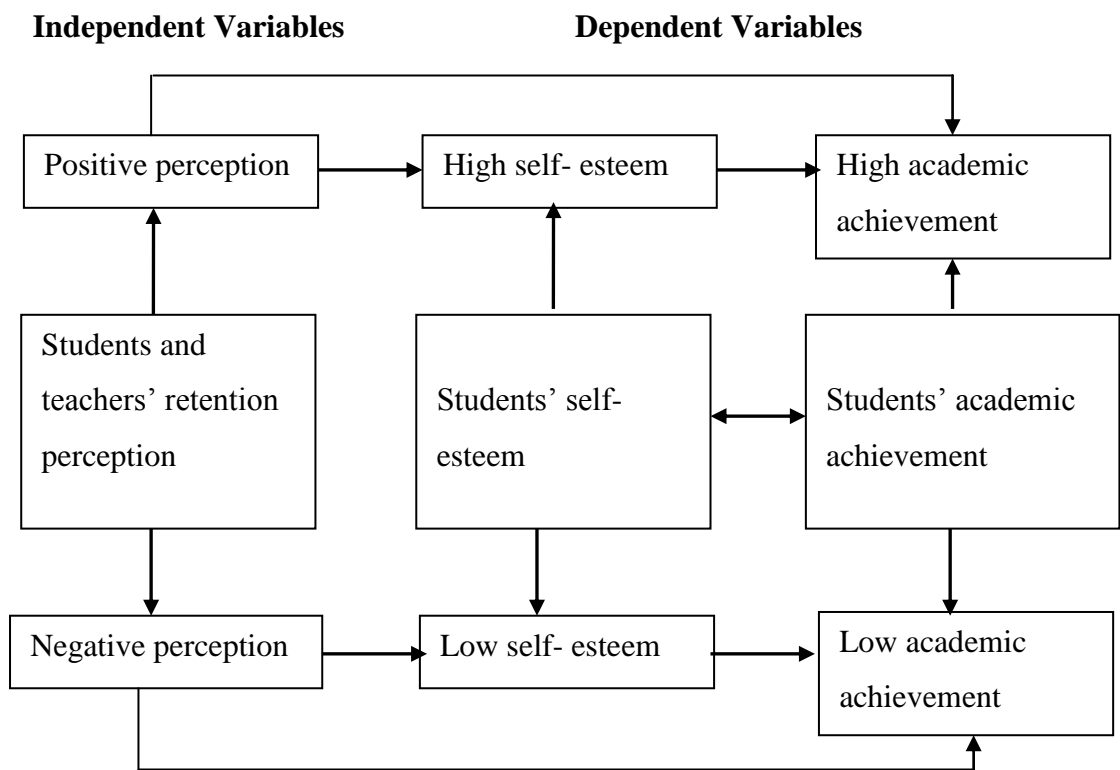 Independent Variables
Dependent Variables
Positive perception
High self- esteem
High academic
achievement
Students and
teachers’ retention
perception
Students’ self-
esteem
Students’ academic
achievement
Negative perception
Low self- esteem
Low academic
achievement